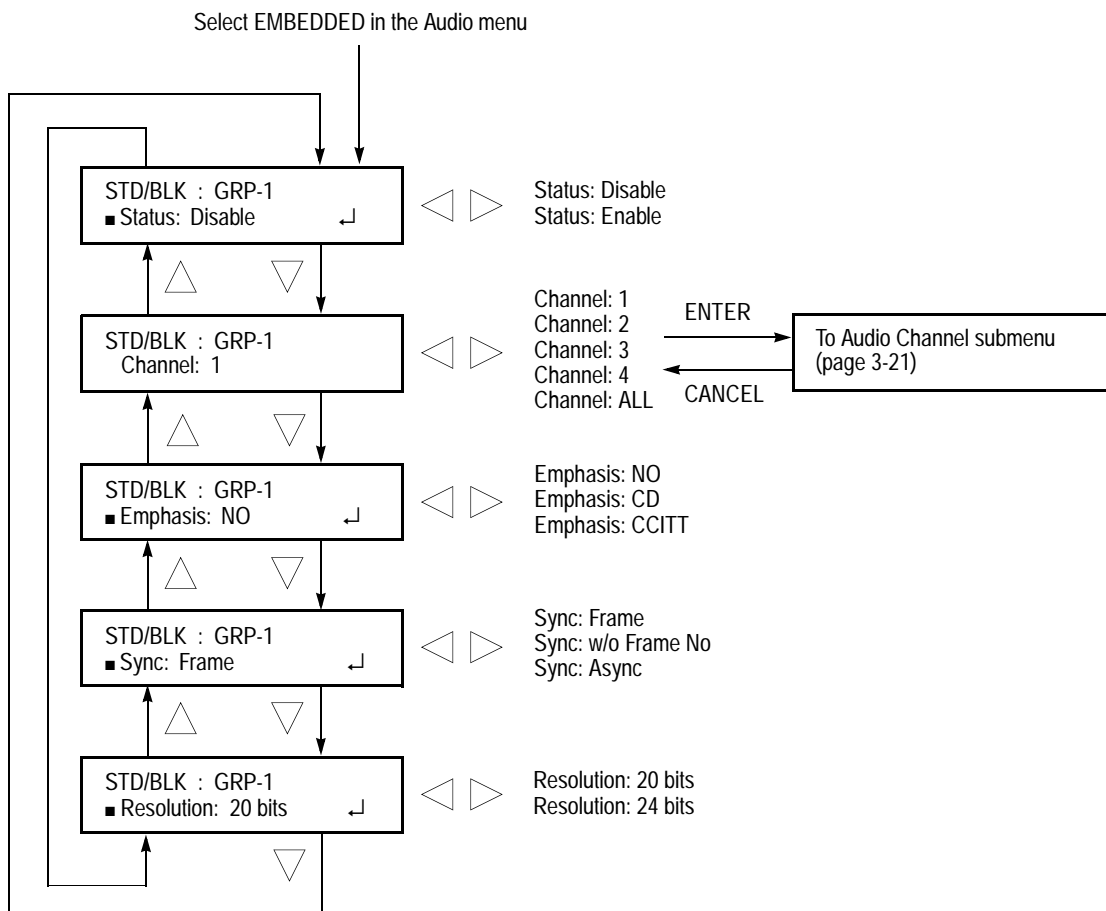 Select EMBEDDED in the Audio menu
STD/BLK : GRP-1
■ Status: Disable ↵
Status: Disable
Status: Enable
STD/BLK : GRP-1
Channel: 1
Channel: 1
Channel: 2
Channel: 3
Channel: 4
Channel: ALL
ENTER
CANCEL
To Audio Channel submenu
(page 3-21)
STD/BLK : GRP-1
■ Emphasis: NO ↵
Emphasis: NO
Emphasis: CD
Emphasis: CCITT
STD/BLK : GRP-1
■ Sync: Frame ↵
Sync: Frame
Sync: w/o Frame No
Sync: Async
STD/BLK : GRP-1
■ Resolution: 20 bits ↵
Resolution: 20 bits
Resolution: 24 bits